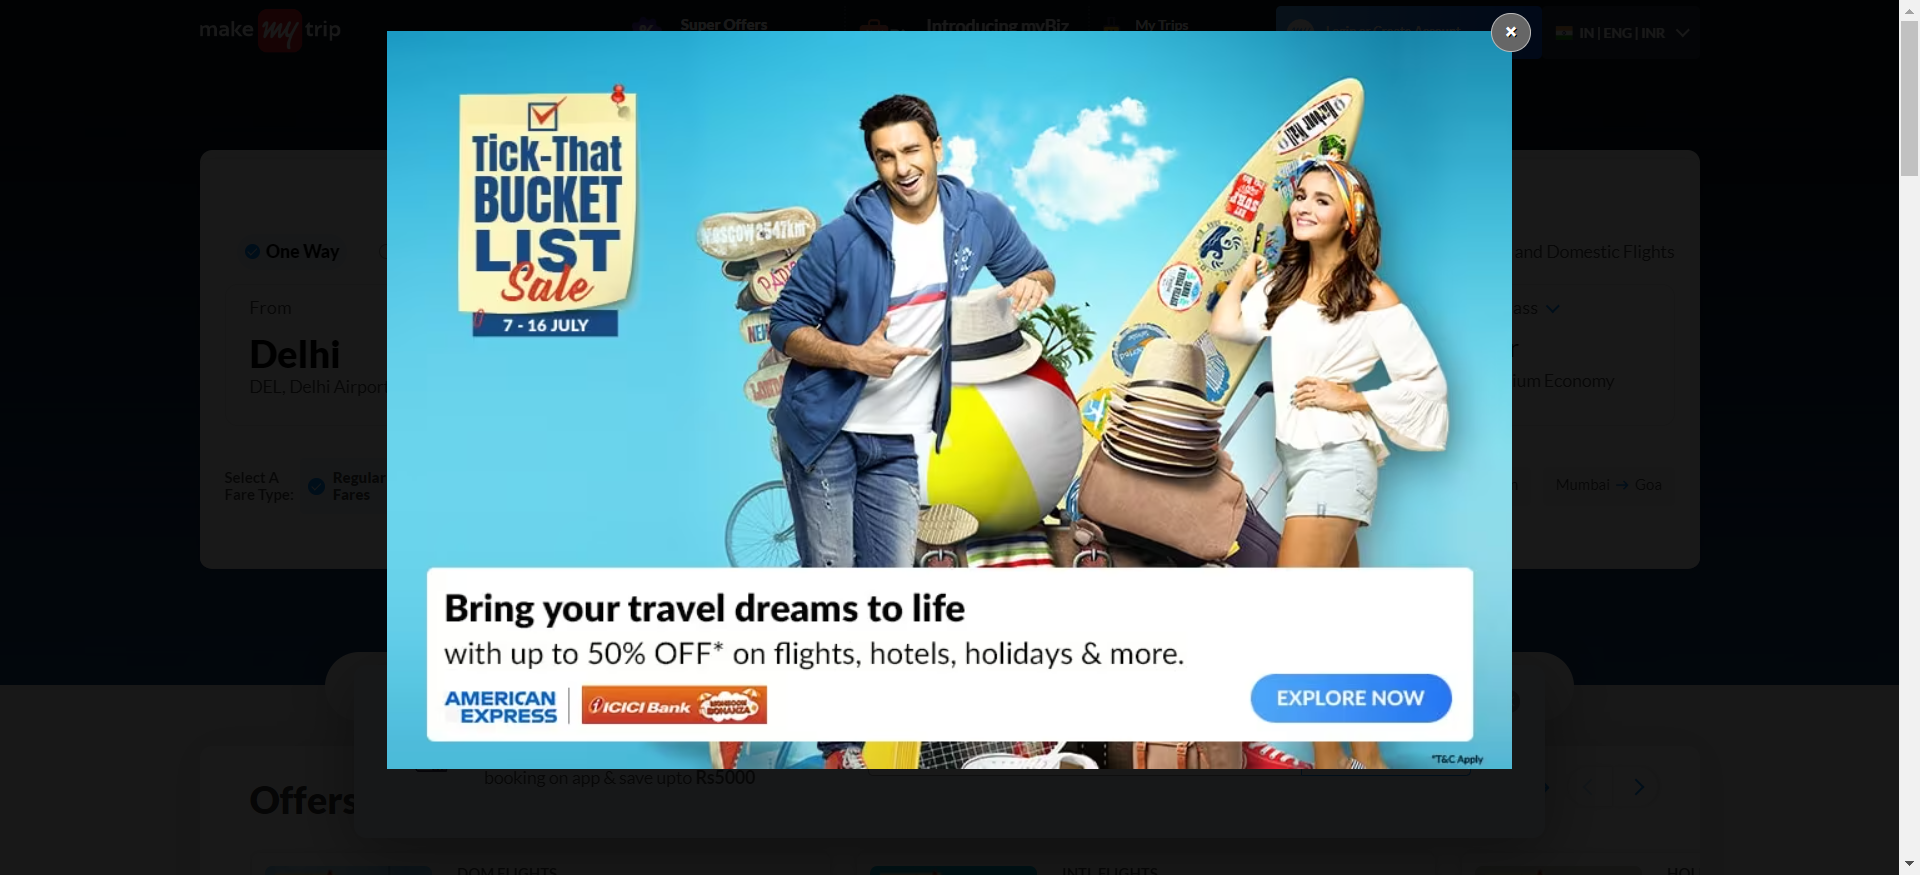 make my trip
Super Offers
Introducing myBiz
My Trips
IN | ENG | INR
Tick-That
BUCKET
LIST
Sale
7 - 16 JULY
MOSCOW 2547km
One Way
and Domestic Flights
From
Delhi
DEL, Delhi Airport
ium Economy
Select A
Fare Type:
Regular
Fares
Mumbai → Goa
Bring your travel dreams to life
with up to 50% OFF* on flights, hotels, holidays & more.
AMERICAN
EXPRESS
ICICI Bank
MONSOON
BONANZA
EXPLORE NOW
*T&C Apply
booking on app & save upto Rs5000
Offers
DOM FLIGHTS
INTL FLIGHTS